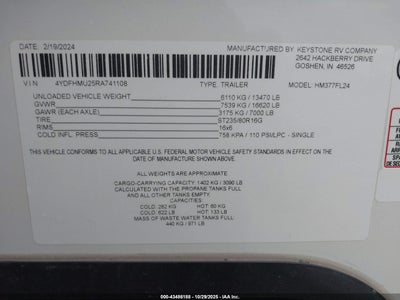 DATE: 2/19/2024
MANUFACTURED BY: KEYSTONE RV COMPANY
2642 HACKBERRY DRIVE
GOSHEN, IN 46526
VIN 4YDFHMU25RA741108 TYPE: TRAILER MODEL: HM377FL24
UNLOADED VEHICLE WEIGHT: 6110 KG / 13470 LB
GVWR 7539 KG / 16620 LB
GAWR (EACH AXLE) 3175 KG / 7000 LB
TIRE ST235/80R16G
RIMS 16x6
COLD INFL. PRESS: 758 KPA / 110 PSI/LPC - SINGLE
THIS VEHICLE CONFORMS TO ALL APPLICABLE U.S. FEDERAL MOTOR
VEHICLE SAFETY STANDARDS IN EFFECT ON THE DATE OF
MANUFACTURE SHOWN ABOVE.
ALL WEIGHTS ARE MAXIMUM
CARGO-CARRYING CAPACITY: 1402 KG / 3090 LB
CALCULATED WITH THE PROPANE TANKS FULL
AND ALL OTHER TANKS EMPTY.
CAPACITIES:
COLD: 282 KG HOT: 60 KG
COLD: 622 LB HOT: 133 LB
MASS OF WASTE WATER TANKS FULL
440 KG / 971 LB
000-43498188 - 10/29/2025 - IAAUCTION